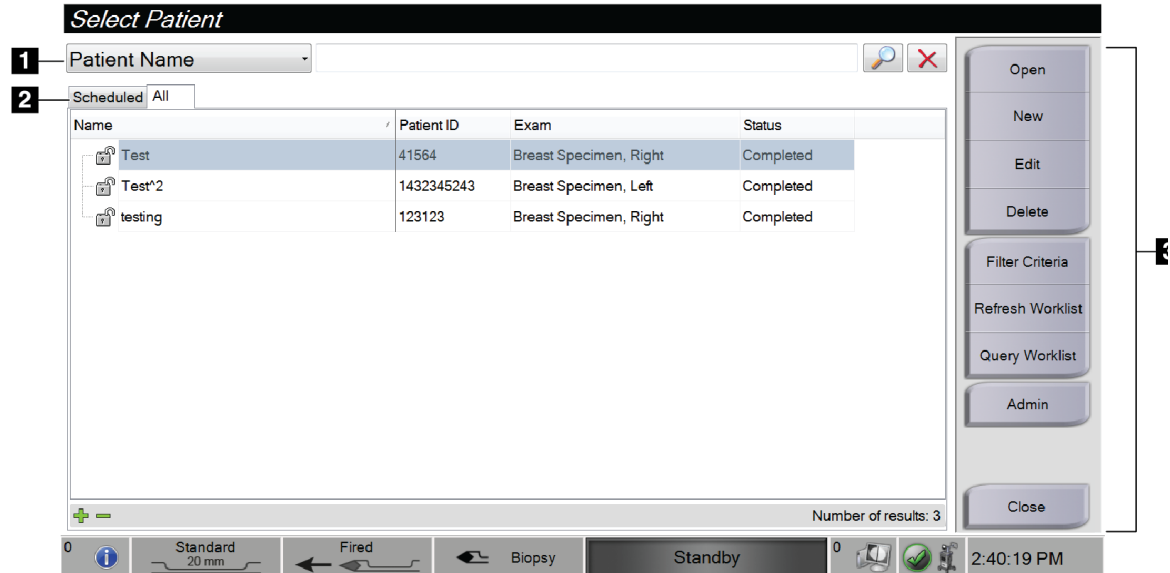 Select Patient
1
Patient Name
2
Scheduled All
Name Patient ID Exam Status
Test 41564 Breast Specimen, Right Completed
Test^2 1432345243 Breast Specimen, Left Completed
testing 123123 Breast Specimen, Right Completed
Number of results: 3
Open
New
Edit
Delete
Filter Criteria
Refresh Worklist
Query Worklist
Admin
Close
3
0 i Standard Fired Biopsy Standby 0 2:40:19 PM
20 mm